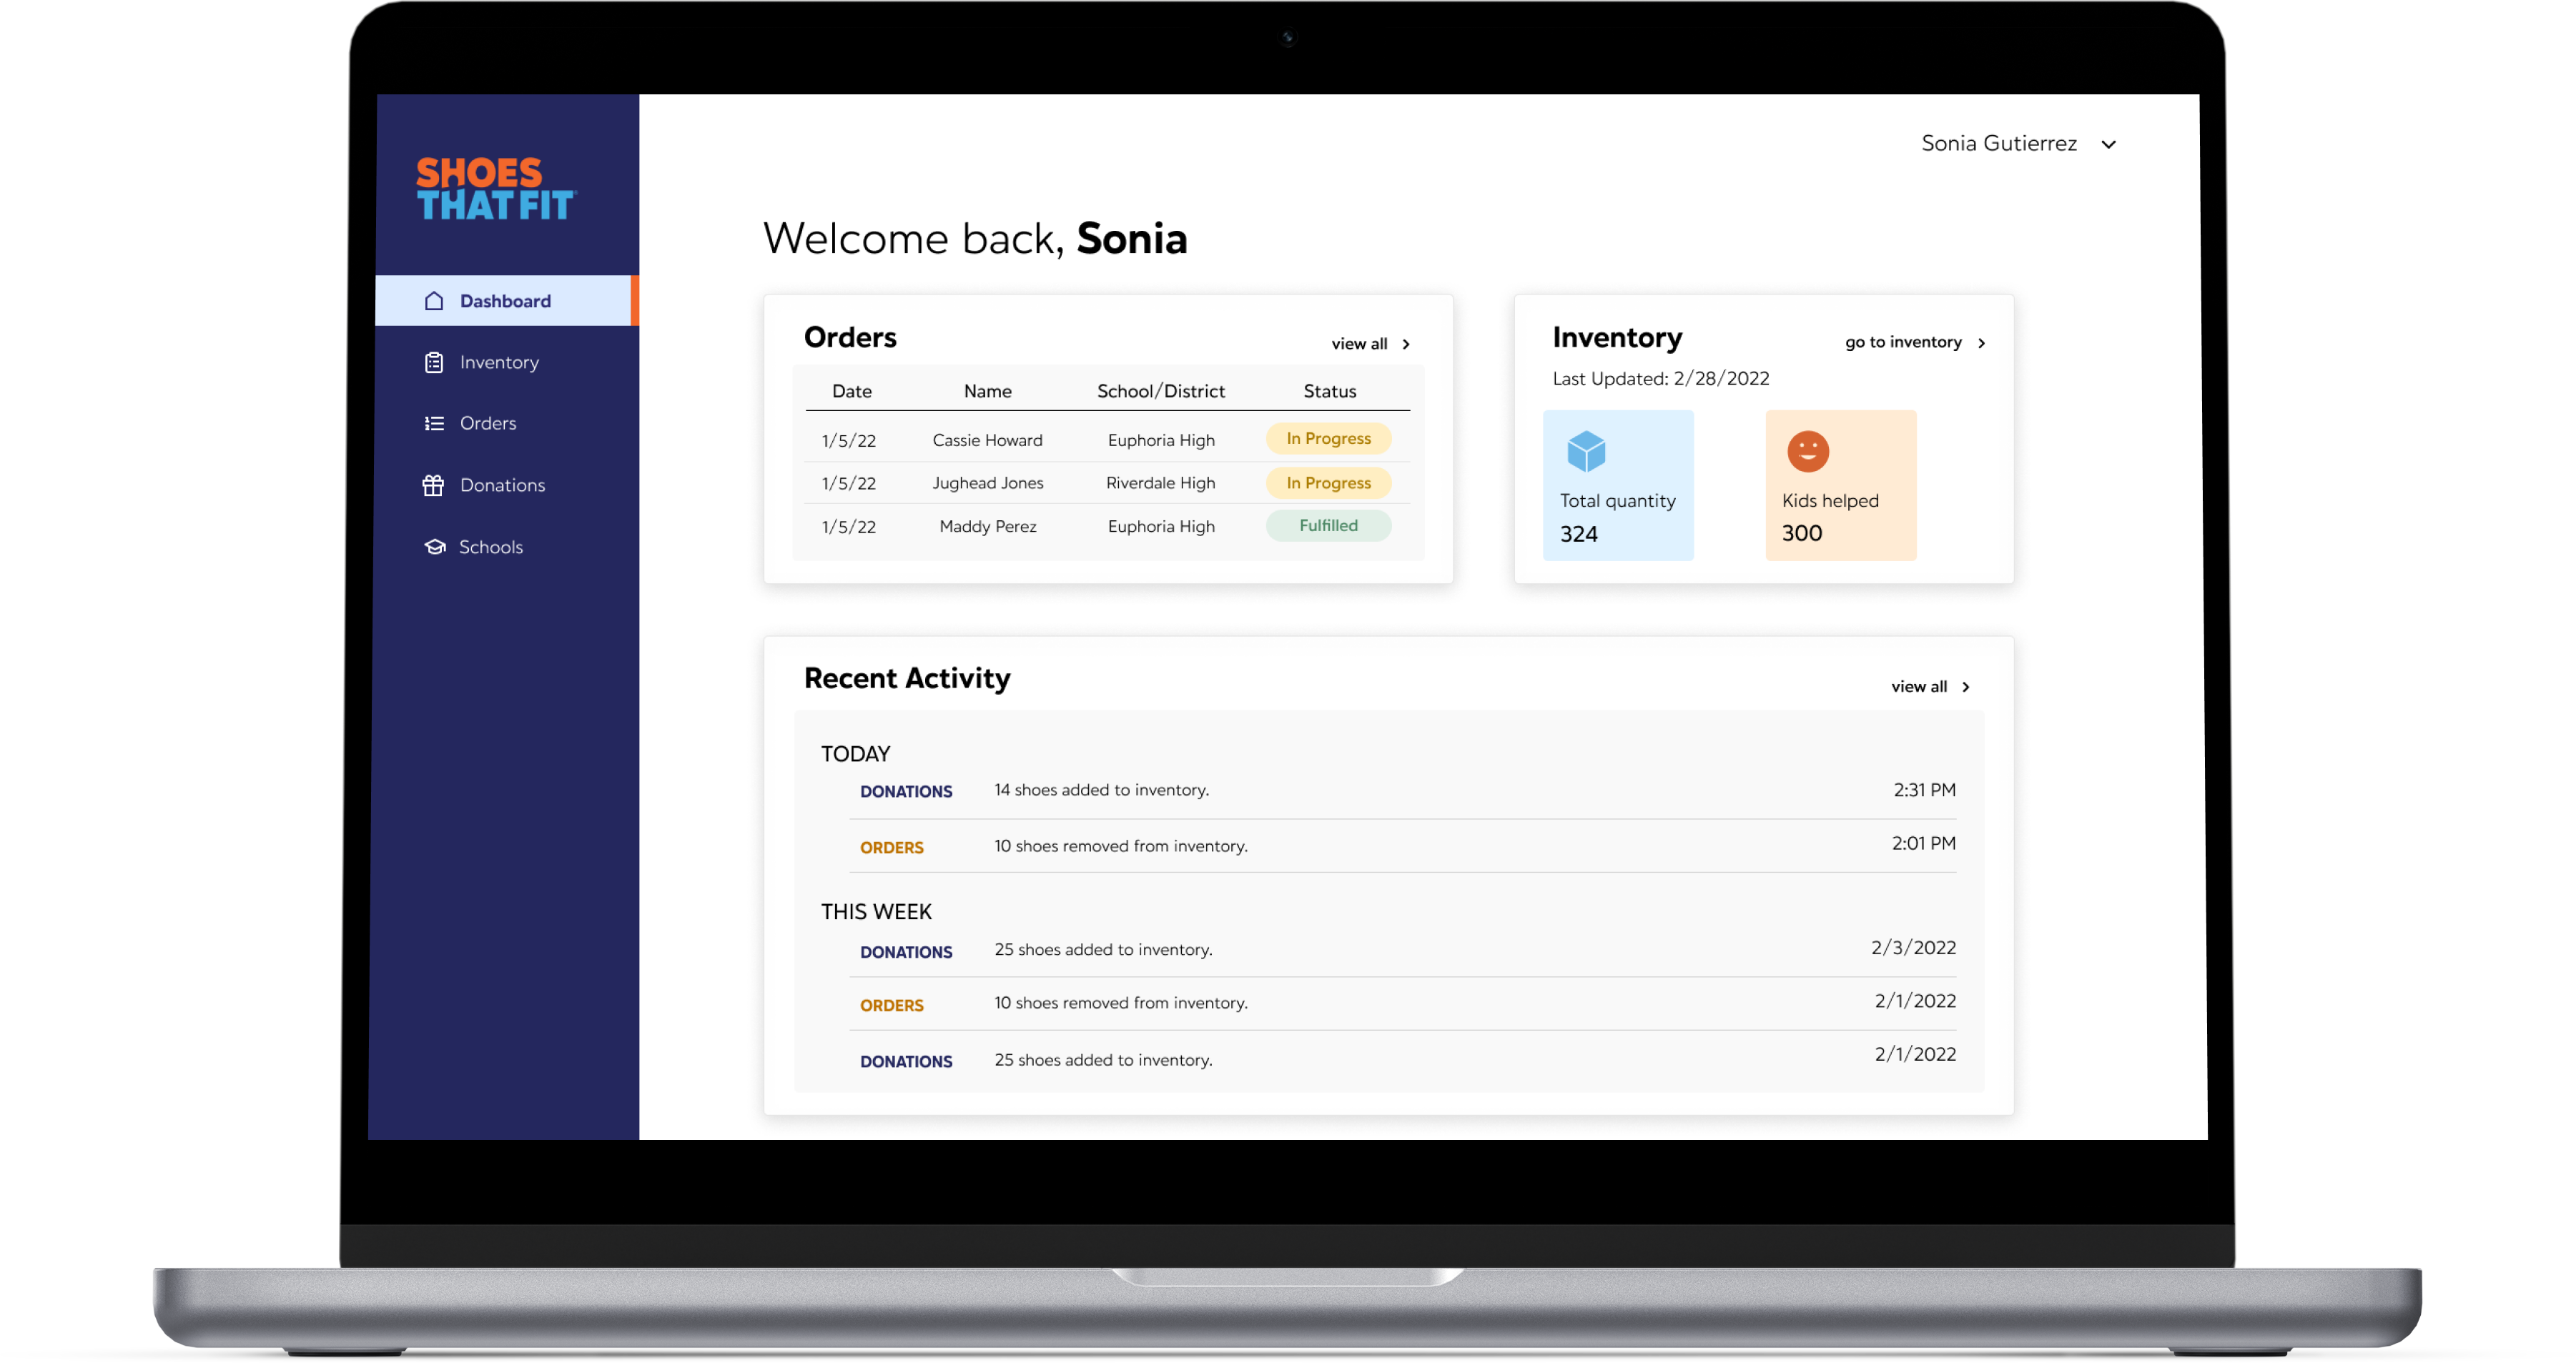 SHOES
THAT FIT
Dashboard
Inventory
Orders
Donations
Schools
Sonia Gutierrez
Welcome back, Sonia
Orders
view all
Date Name School/District Status
1/5/22 Cassie Howard Euphoria High In Progress
1/5/22 Jughead Jones Riverdale High In Progress
1/5/22 Maddy Perez Euphoria High Fulfilled
Inventory
go to inventory
Last Updated: 2/28/2022
Total quantity
324
Kids helped
300
Recent Activity
view all
TODAY
DONATIONS 14 shoes added to inventory. 2:31 PM
ORDERS 10 shoes removed from inventory. 2:01 PM
THIS WEEK
DONATIONS 25 shoes added to inventory. 2/3/2022
ORDERS 10 shoes removed from inventory. 2/1/2022
DONATIONS 25 shoes added to inventory. 2/1/2022